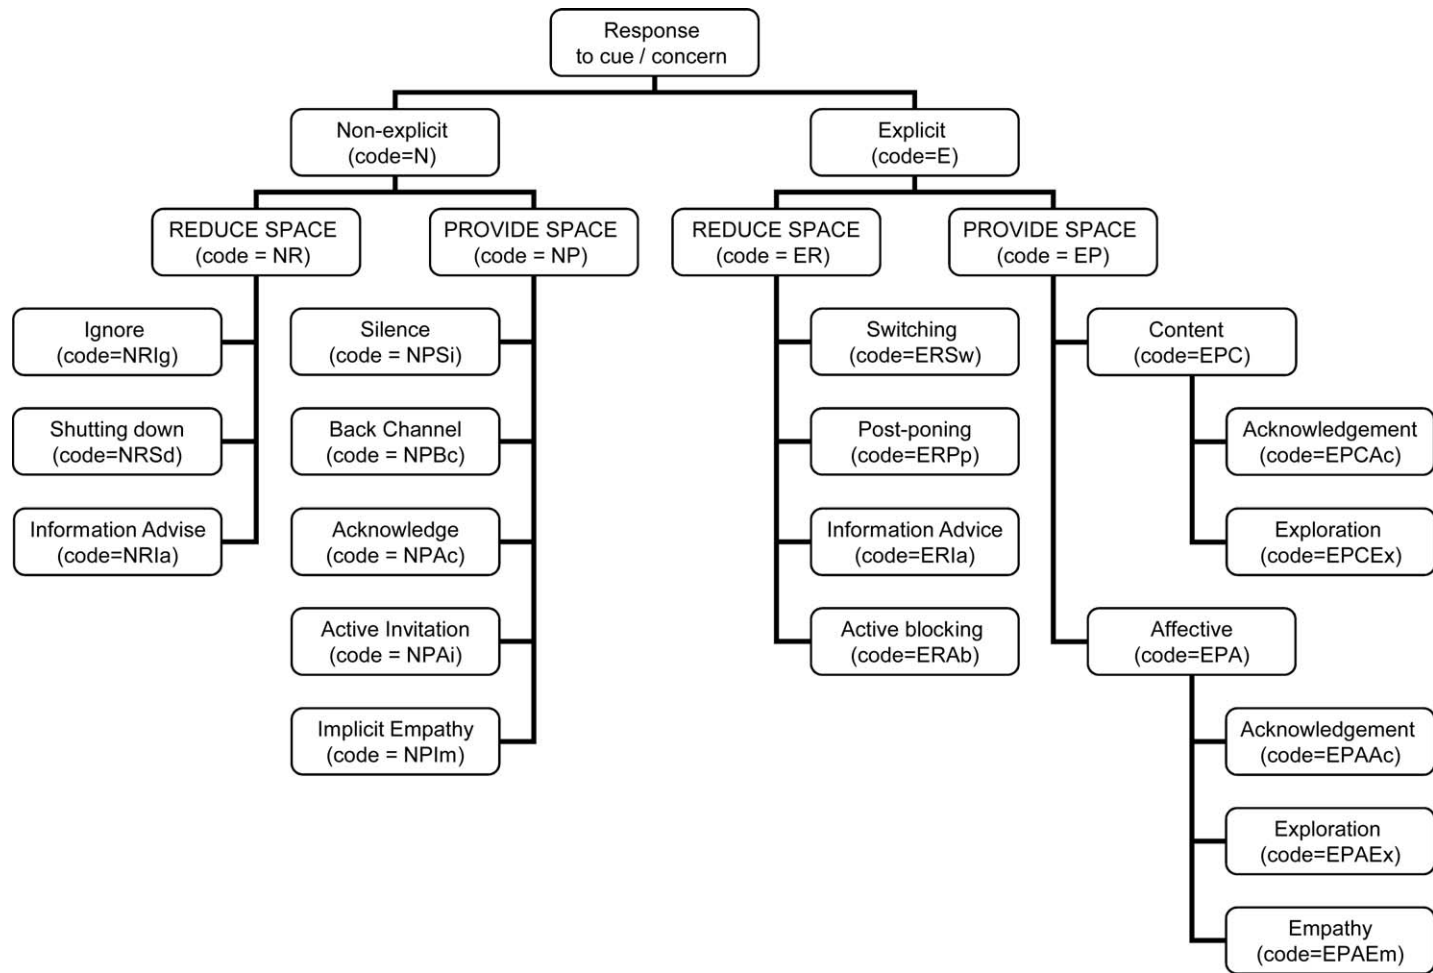 Response
to cue / concern
Non-explicit
(code=N)
Explicit
(code=E)
REDUCE SPACE
(code = NR)
PROVIDE SPACE
(code = NP)
REDUCE SPACE
(code = ER)
PROVIDE SPACE
(code = EP)
Ignore
(code=NRIg)
Silence
(code = NPSi)
Switching
(code=ERSw)
Content
(code=EPC)
Shutting down
(code=NRSd)
Back Channel
(code = NPBc)
Post-poning
(code=ERPp)
Acknowledgement
(code=EPCAc)
Information Advise
(code=NRIa)
Acknowledge
(code = NPAc)
Information Advice
(code=ERIa)
Exploration
(code=EPCEx)
Active Invitation
(code = NPAi)
Active blocking
(code=ERAb)
Affective
(code=EPA)
Implicit Empathy
(code = NPIm)
Acknowledgement
(code=EPAAc)
Exploration
(code=EPAEx)
Empathy
(code=EPAEm)